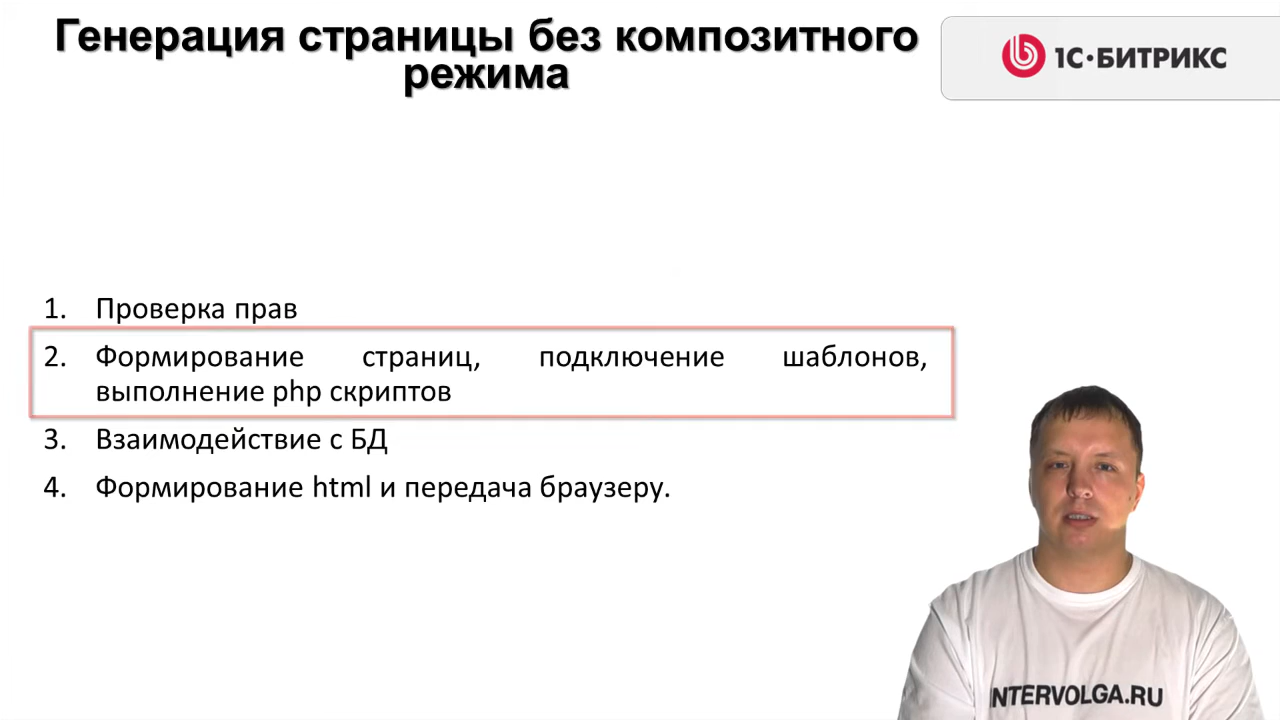 Генерация страницы без композитного
режима
1С·БИТРИКС
1. Проверка прав
2. Формирование страниц, подключение шаблонов,
выполнение php скриптов
3. Взаимодействие с БД
4. Формирование html и передача браузеру.
INTERVOLGA.RU